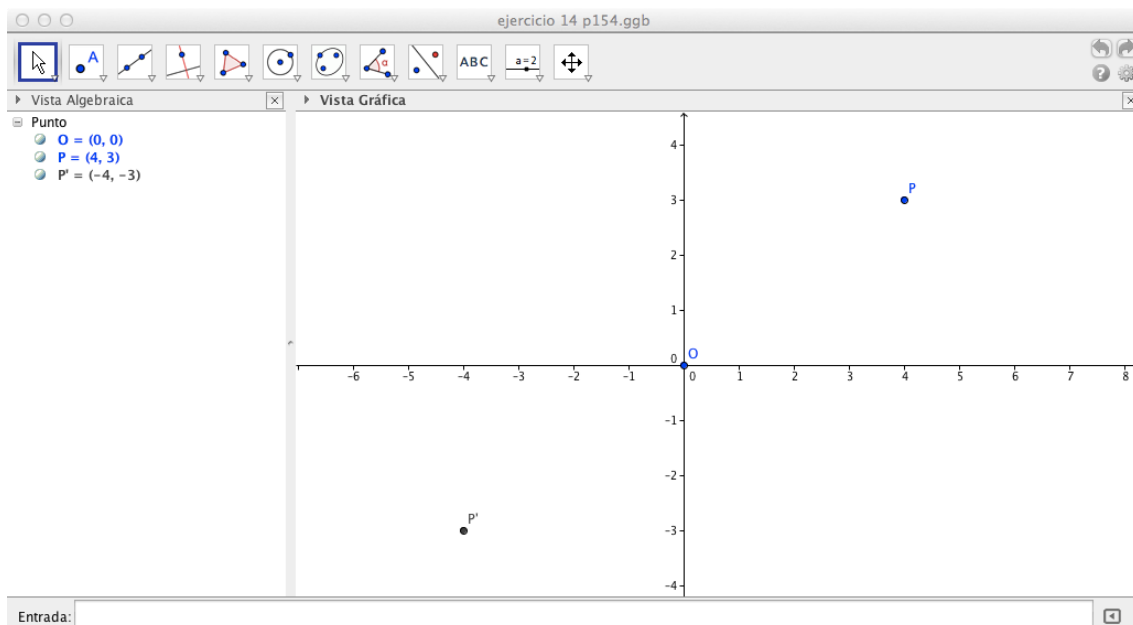 ejercicio 14 p154.ggb
A
α
ABC
a=2
?
Vista Algebraica
Vista Gráfica
Punto
O = (0, 0)
P = (4, 3)
P' = (-4, -3)
4
P
3
2
1
0
O
-6 -5 -4 -3 -2 -1 0 1 2 3 4 5 6 7 8
-1
-2
P'
-3
-4
Entrada: